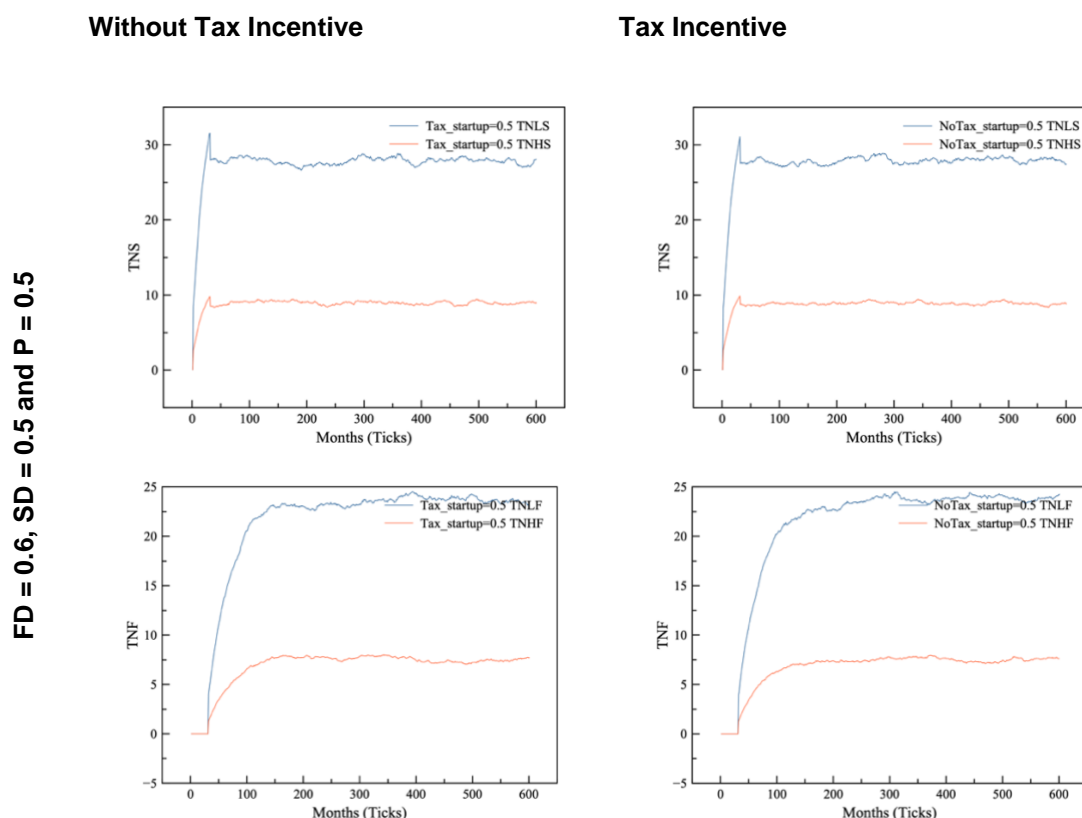 Without Tax Incentive
Tax Incentive
FD = 0.6, SD = 0.5 and P = 0.5
Tax_startup=0.5 TNLS
Tax_startup=0.5 TNHS
30
20
10
0
TNS
0 100 200 300 400 500 600
Months (Ticks)
NoTax_startup=0.5 TNLS
NoTax_startup=0.5 TNHS
30
20
10
0
TNS
0 100 200 300 400 500 600
Months (Ticks)
Tax_startup=0.5 TNLF
Tax_startup=0.5 TNHF
25
20
15
10
5
0
−5
TNF
0 100 200 300 400 500 600
Months (Ticks)
NoTax_startup=0.5 TNLF
NoTax_startup=0.5 TNHF
25
20
15
10
5
0
−5
TNF
0 100 200 300 400 500 600
Months (Ticks)